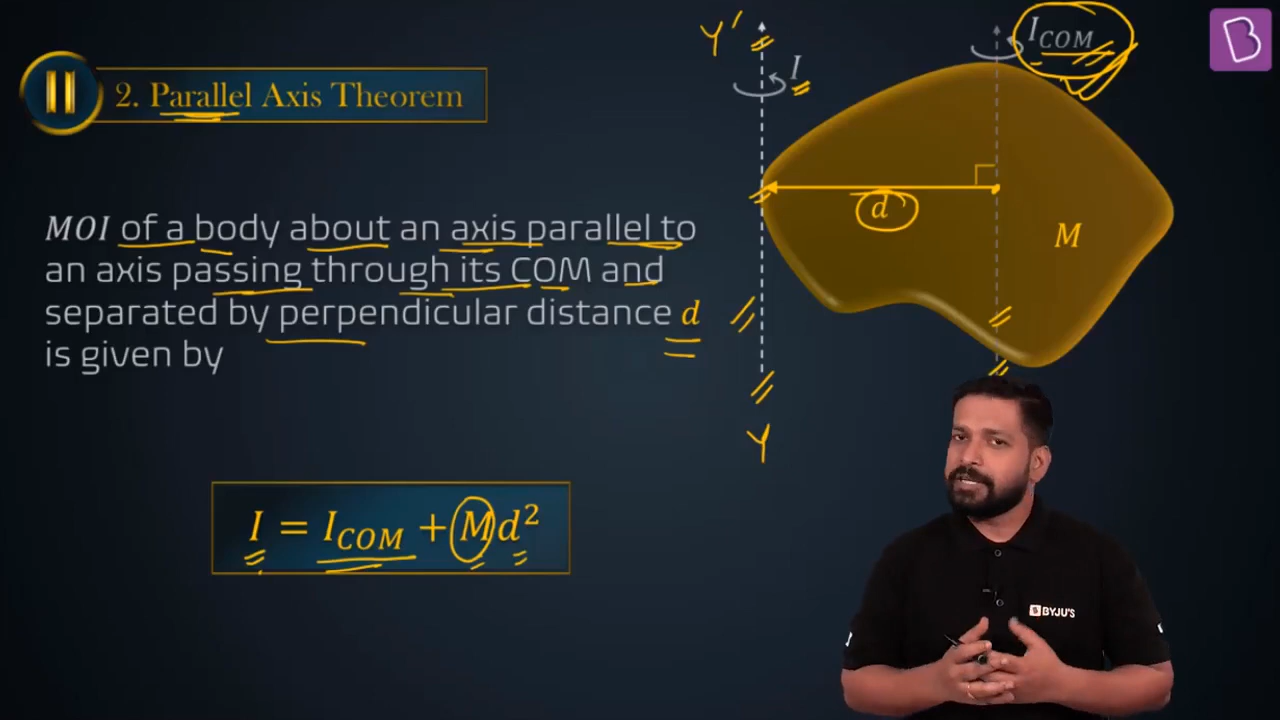 2. Parallel Axis Theorem
MOI of a body about an axis parallel to
an axis passing through its COM and
separated by perpendicular distance d
is given by
I = I_COM + Md²
Y'
I
I_COM
d
M
Y
B
BYJU'S